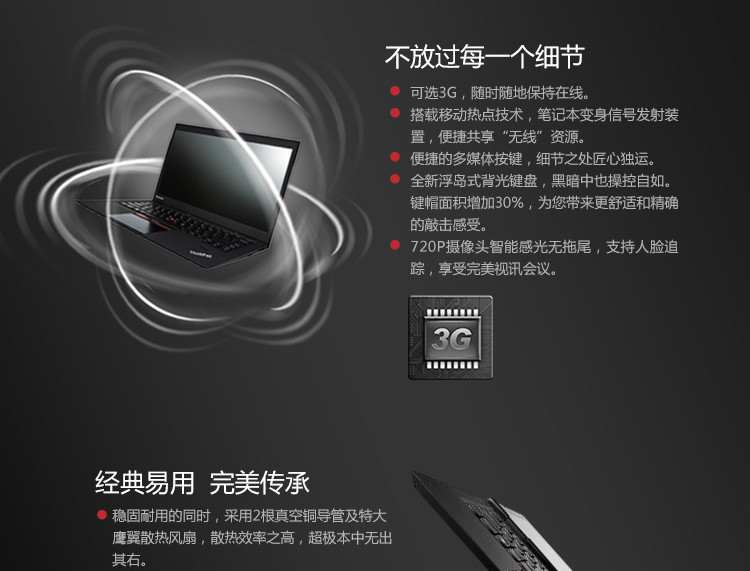 不放过每一个细节
可选3G，随时随地保持在线。
搭载移动热点技术，笔记本变身信号发射装
置，便捷共享“无线”资源。
便捷的多媒体按键，细节之处匠心独运。
全新浮岛式背光键盘，黑暗中也操控自如。
键帽面积增加30%，为您带来更舒适和精确
的敲击感受。
720P摄像头智能感光无拖尾，支持人脸追
踪，享受完美视讯会议。
ThinkPad
3G
经典易用 完美传承
稳固耐用的同时，采用2根真空铜导管及特大
鹰翼散热风扇，散热效率之高，超极本中无出
其右。